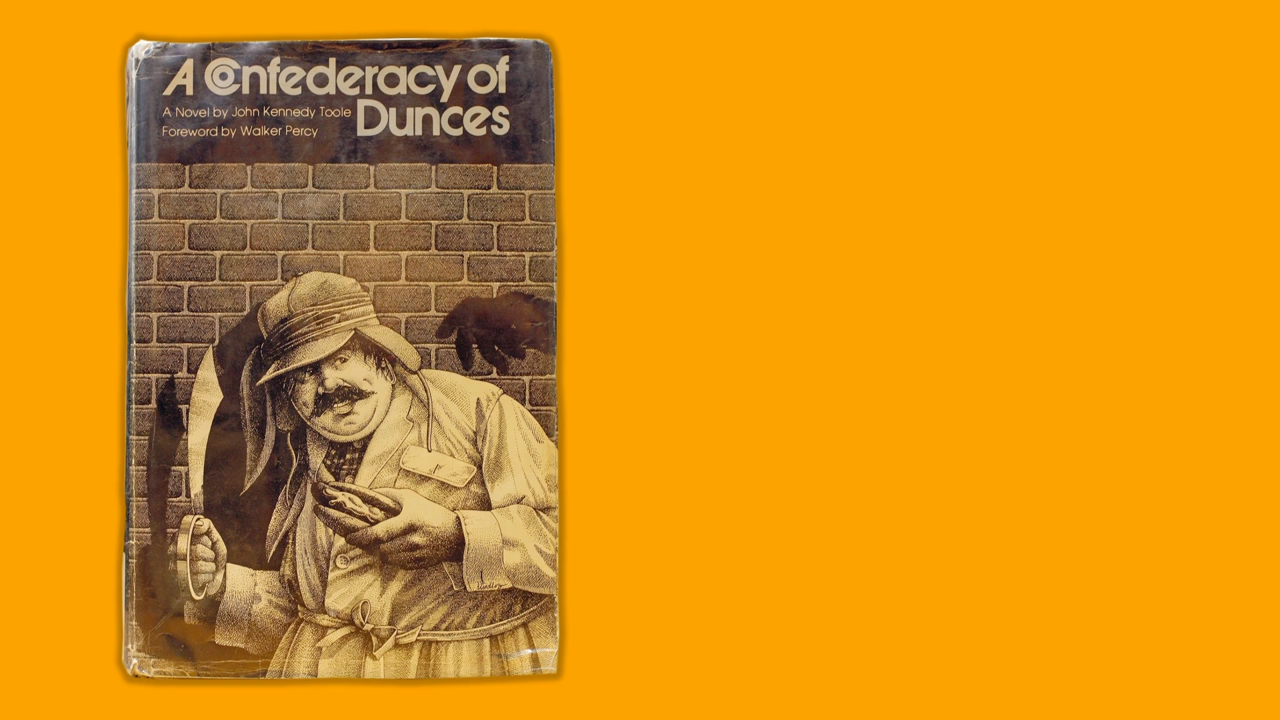 A Confederacy of
Dunces
A Novel by John Kennedy Toole
Foreword by Walker Percy